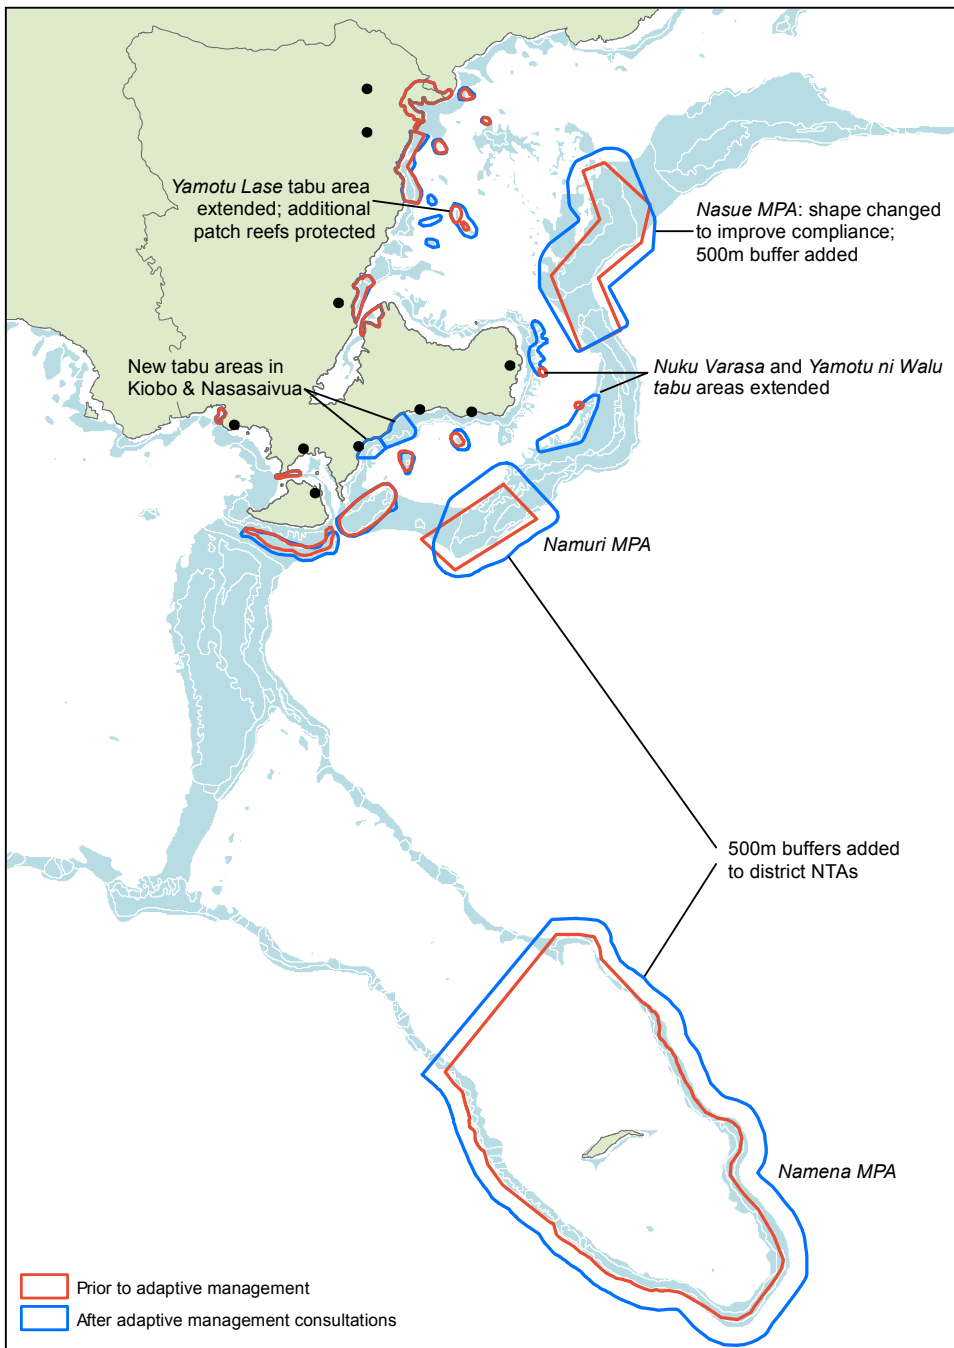 Yamotu Lase tabu area
extended; additional
patch reefs protected
Nasue MPA: shape changed
to improve compliance;
500m buffer added
New tabu areas in
Kiobo & Nasasaivua
Nuku Varasa and Yamotu ni Walu
tabu areas extended
Namuri MPA
500m buffers added
to district NTAs
Namena MPA
Prior to adaptive management
After adaptive management consultations